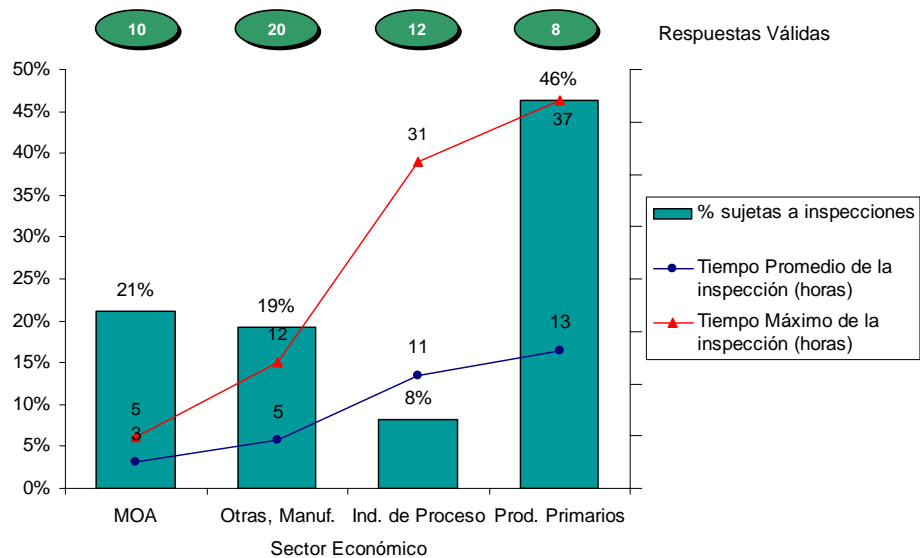 10 20 12 8 Respuestas Válidas
50%
45%
40%
35%
30%
25%
20%
15%
10%
5%
0%
46%
37
31
21%
19%
12
11
13
8%
5
5
3
% sujetas a inspecciones
Tiempo Promedio de la
inspección (horas)
Tiempo Máximo de la
inspección (horas)
MOA Otras, Manuf. Ind. de Proceso Prod. Primarios
Sector Económico